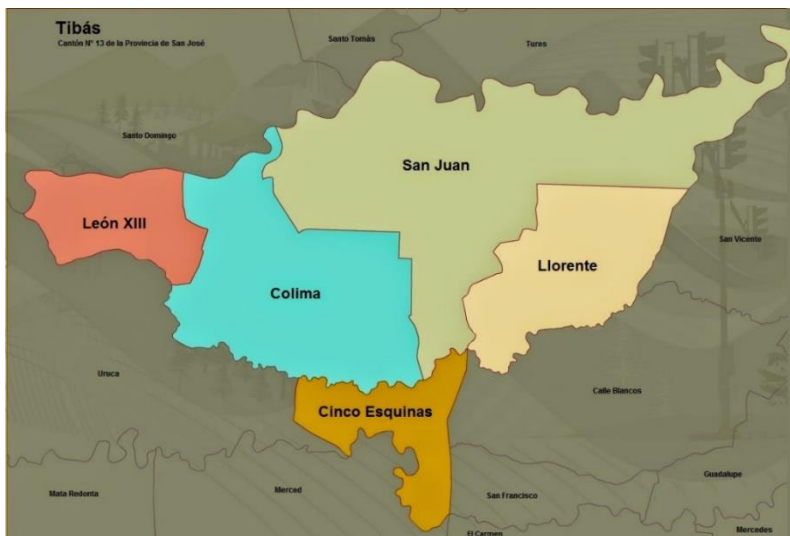 Tibás
Cantón Nº 13 de la Provincia de San José
Santo Tomás
Tures
Santo Domingo
San Juan
León XIII
San Vicente
Llorente
Colima
Uruca
Calle Blancos
Cinco Esquinas
Guadalupe
Mata Redonda
Merced
San Francisco
El Carmen
Mercedes